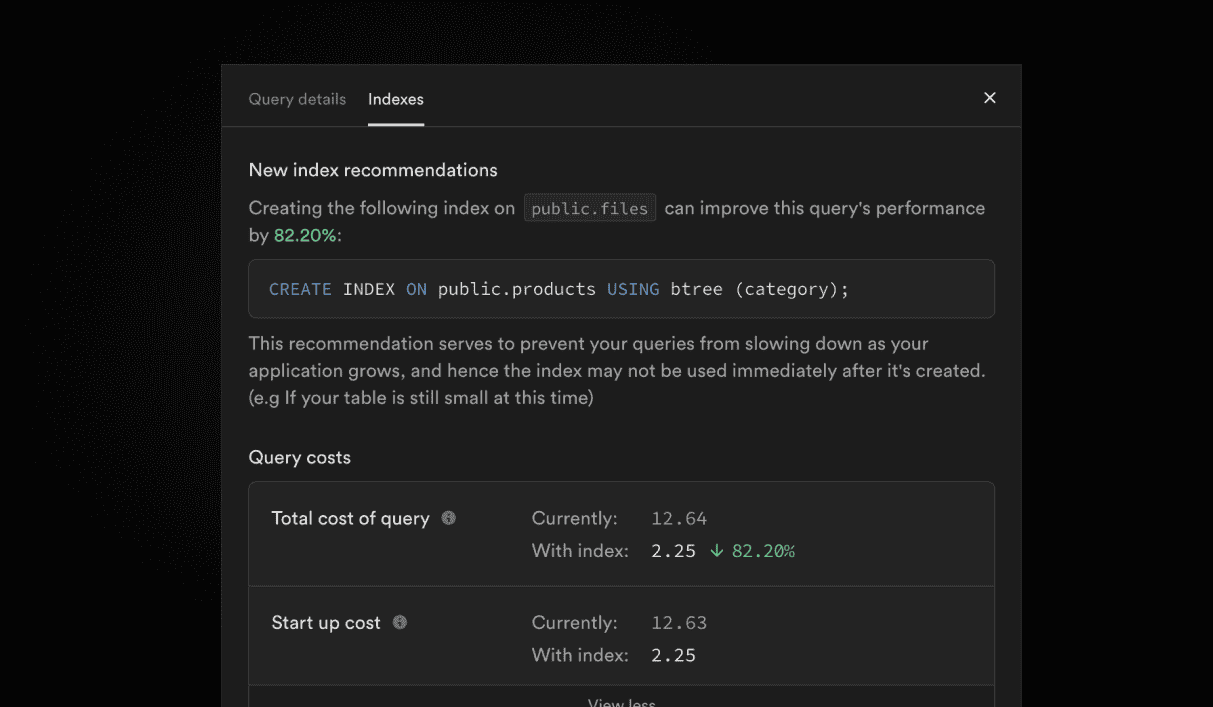 Query details Indexes
New index recommendations
Creating the following index on public.files can improve this query's performance
by 82.20%:
CREATE INDEX ON public.products USING btree (category);
This recommendation serves to prevent your queries from slowing down as your
application grows, and hence the index may not be used immediately after it's created.
(e.g If your table is still small at this time)
Query costs
Total cost of query Currently: 12.64
With index: 2.25 ↓ 82.20%
Start up cost Currently: 12.63
With index: 2.25
View less